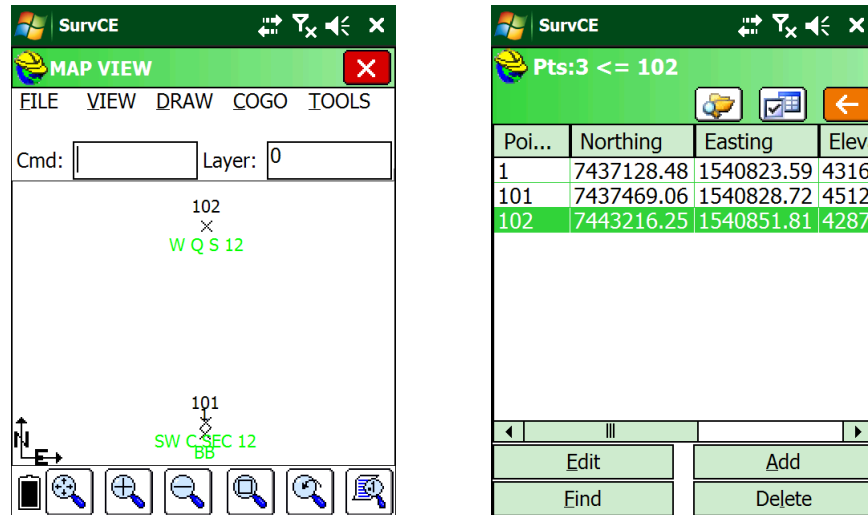 SurvCE
MAP VIEW
FILE VIEW DRAW COGO TOOLS
Cmd: Layer: 0
102
W Q S 12
101
SW C SEC 12
BB
N
E
SurvCE
Pts:3 <= 102
Poi... Northing Easting Elev
1 7437128.48 1540823.59 4316
101 7437469.06 1540828.72 4512
102 7443216.25 1540851.81 4287
Edit Add
Find Delete